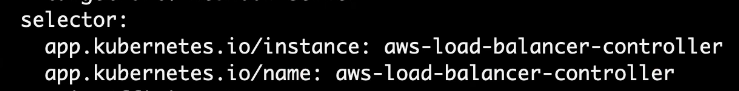 selector:
  app.kubernetes.io/instance: aws-load-balancer-controller
  app.kubernetes.io/name: aws-load-balancer-controller